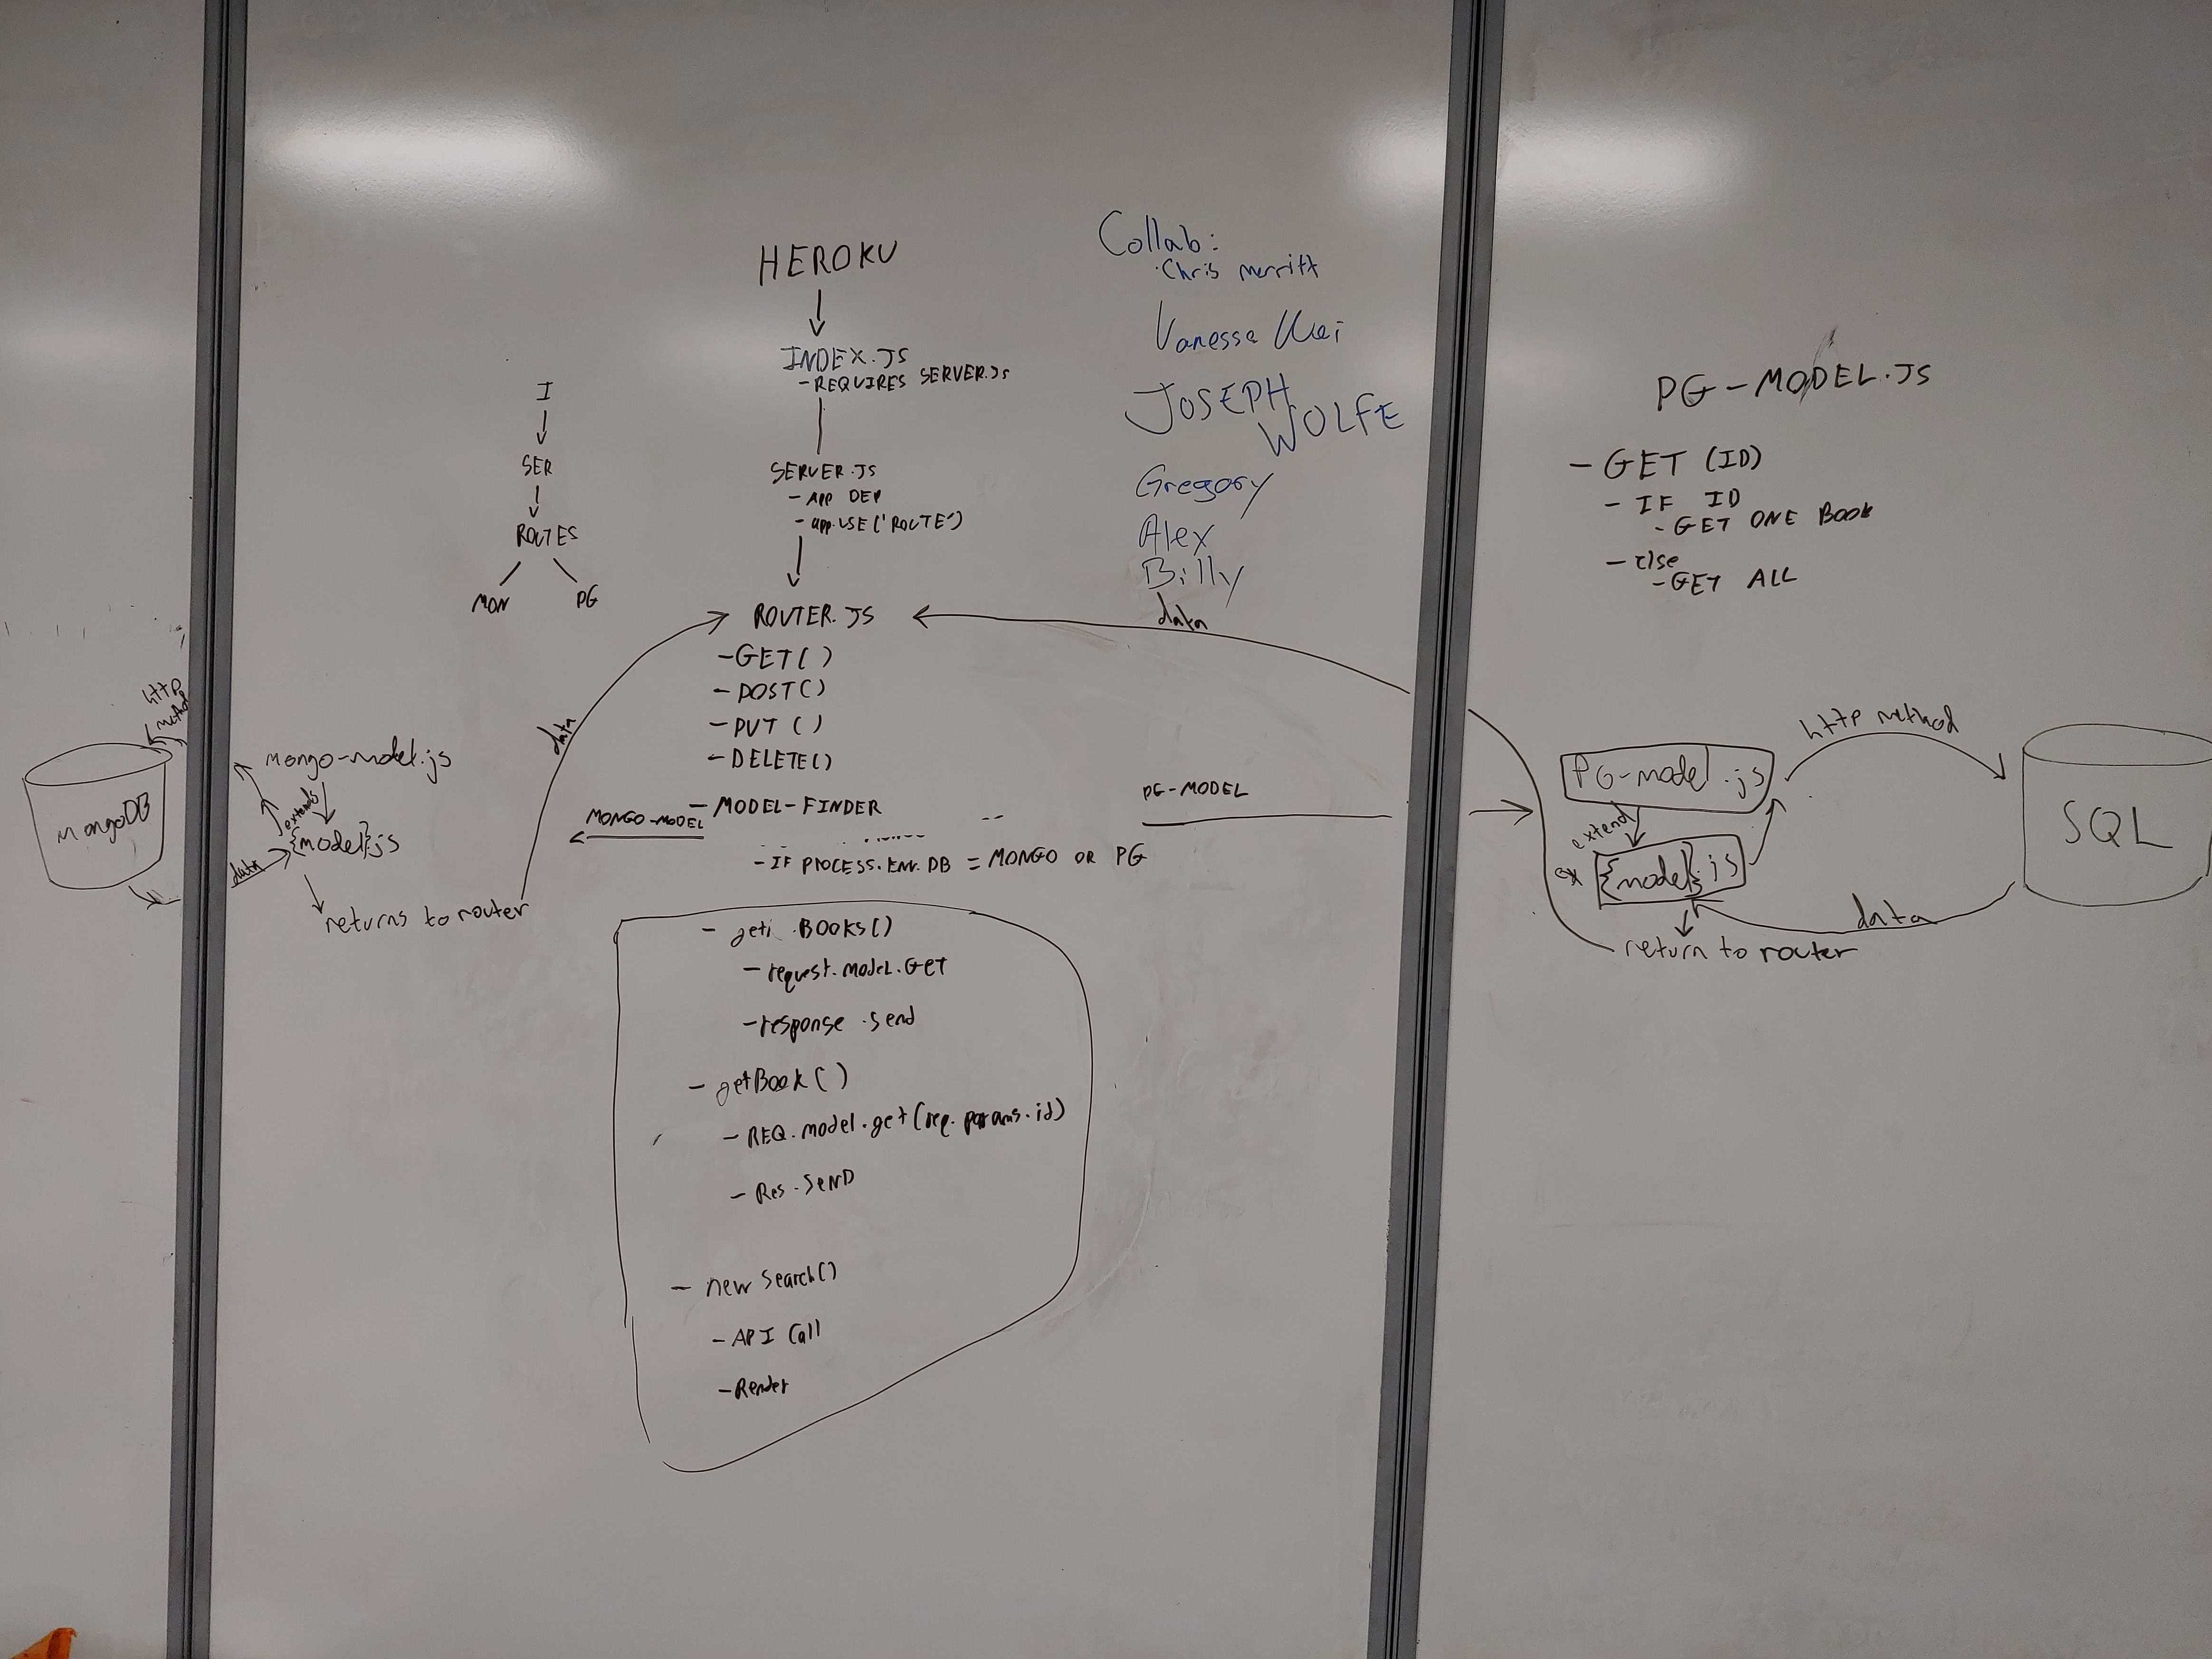 HEROKU
INDEX.JS
- REQUIRES SERVER.Js
SERVER.JS
- App DEP
- app.USE('ROUTE')
ROUTER.JS
- GET( )
- POST( )
- PUT ( )
- DELETE( )
- MODEL-FINDER
- IF PROCESS.ENV.DB = MONGO OR PG
I
SER
ROUTES
MON PG
Collab:
·Chris Merritt
Vanessa Wei
JOSEPH
WOLFE
Gregory
Alex
Billy
data
data
MONGO-MODEL
PG-MODEL
http
method
MongoDB
mongo-model.js
extends
{model}.js
data
returns to router
- BOOKS()
- request.model.Get
- response .send
- getBook( )
- REQ.model.get(req.params.id)
- Res.SEND
- new Search()
- API Call
- Render
PG-MODEL.JS
- GET (ID)
- IF ID
- GET ONE BOOK
- else
- GET ALL
PG-model.js
http method
extend
ex {model}.js
SQL
data
return to router